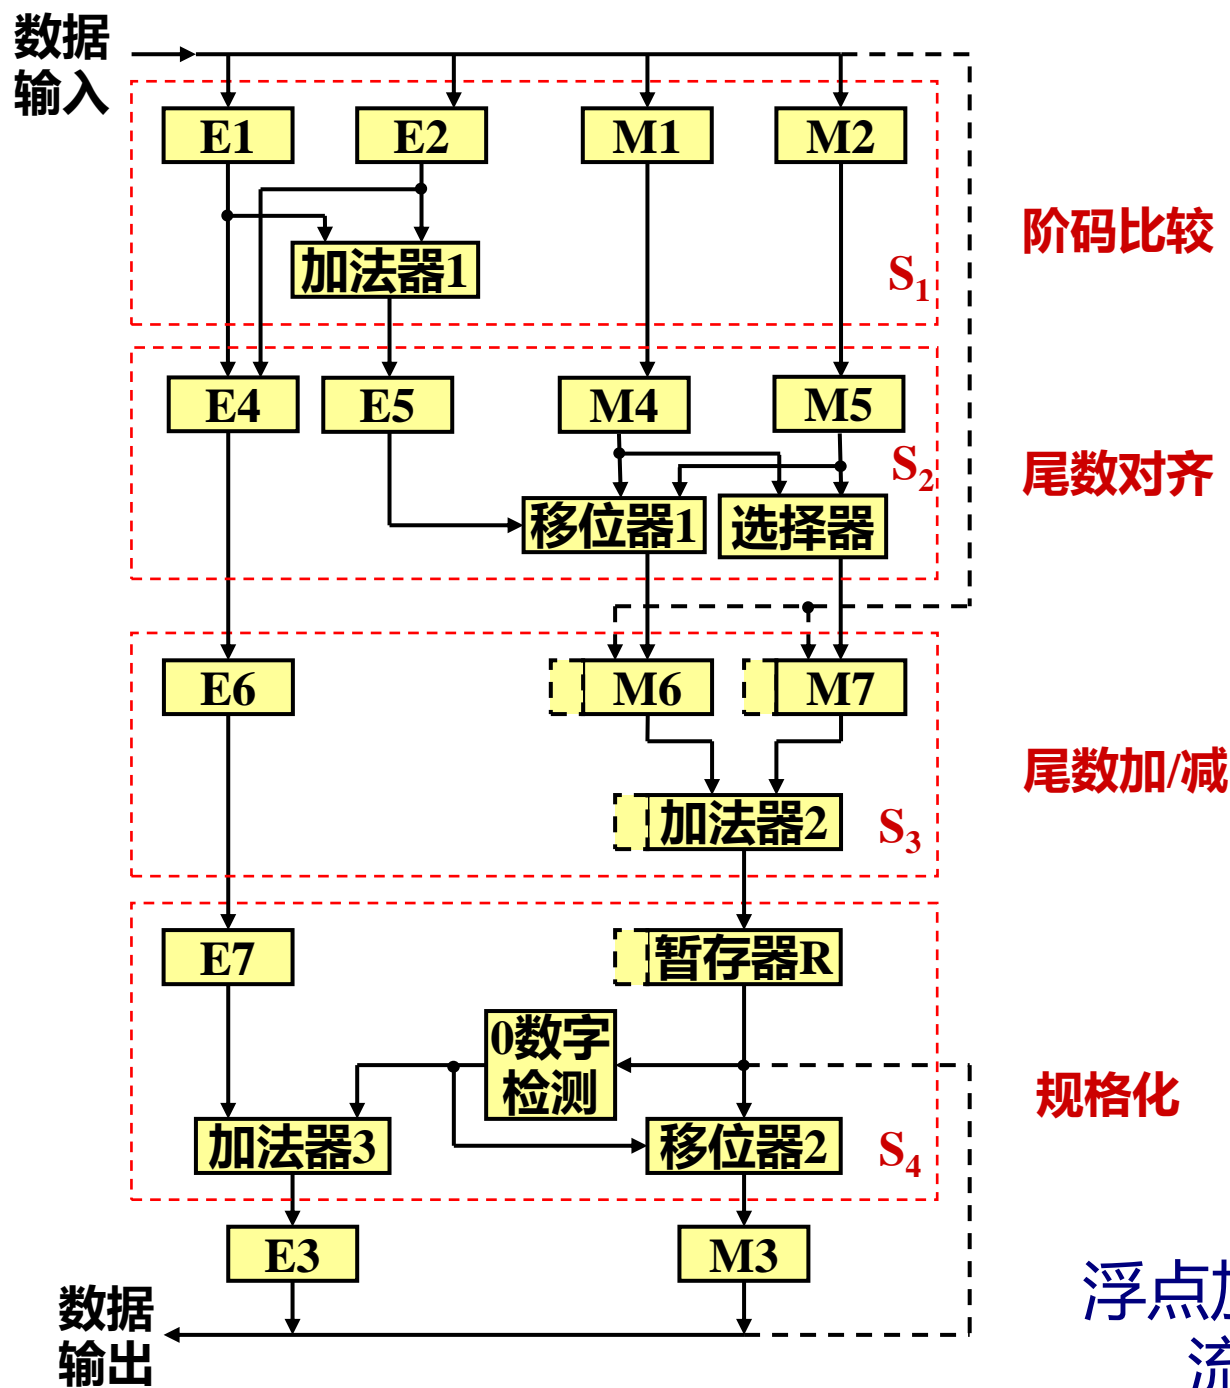 数据
输入
E1
E2
M1
M2
加法器1
S1
阶码比较
E4
E5
M4
M5
S2
移位器1
选择器
尾数对齐
E6
M6
M7
加法器2
S3
尾数加/减
E7
暂存器R
0数字
检测
加法器3
移位器2
S4
规格化
E3
M3
数据
输出
浮点
流